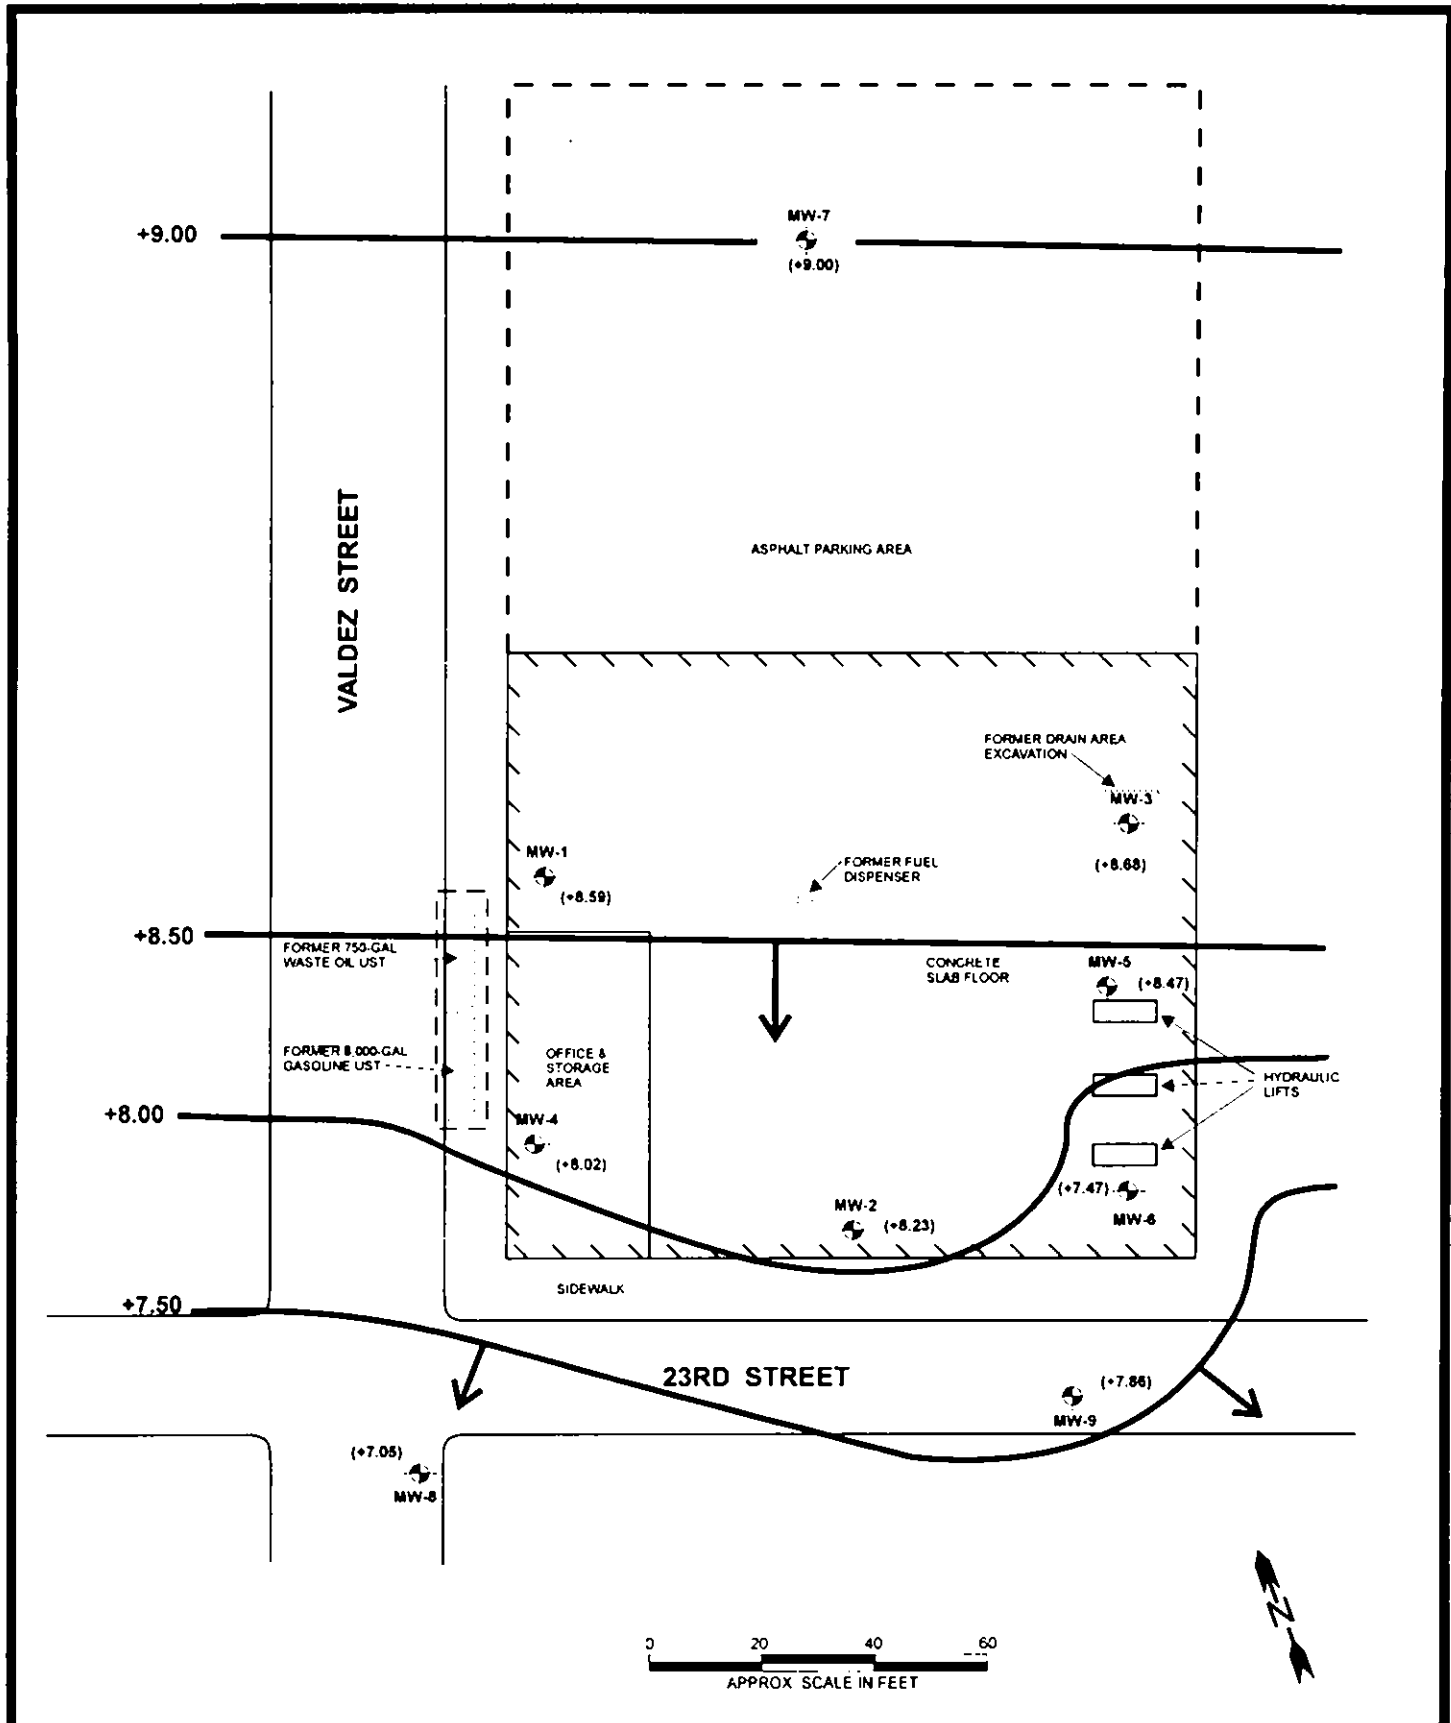 MW-7
+9.00
(+9.00)
VALDEZ STREET
ASPHALT PARKING AREA
FORMER DRAIN AREA
EXCAVATION
MW-3
(+8.68)
MW-1
(+8.59)
FORMER FUEL
DISPENSER
+8.50
FORMER 750-GAL
WASTE OIL UST
CONCRETE
SLAB FLOOR
MW-5
(+8.47)
FORMER 8,000-GAL
GASOLINE UST
OFFICE &
STORAGE
AREA
HYDRAULIC
LIFTS
+8.00
MW-4
(+8.02)
(+7.47)
MW-6
MW-2
(+8.23)
SIDEWALK
+7.50
23RD STREET
(+7.86)
MW-9
(+7.05)
MW-8
N
0 20 40 60
APPROX SCALE IN FEET